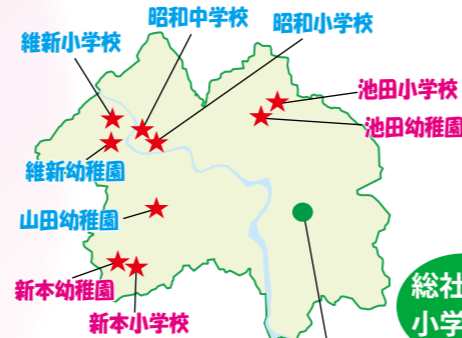 昭和中学校
昭和小学校
維新小学校
池田小学校
池田幼稚園
維新幼稚園
山田幼稚園
新本幼稚園
新本小学校
総社
小学